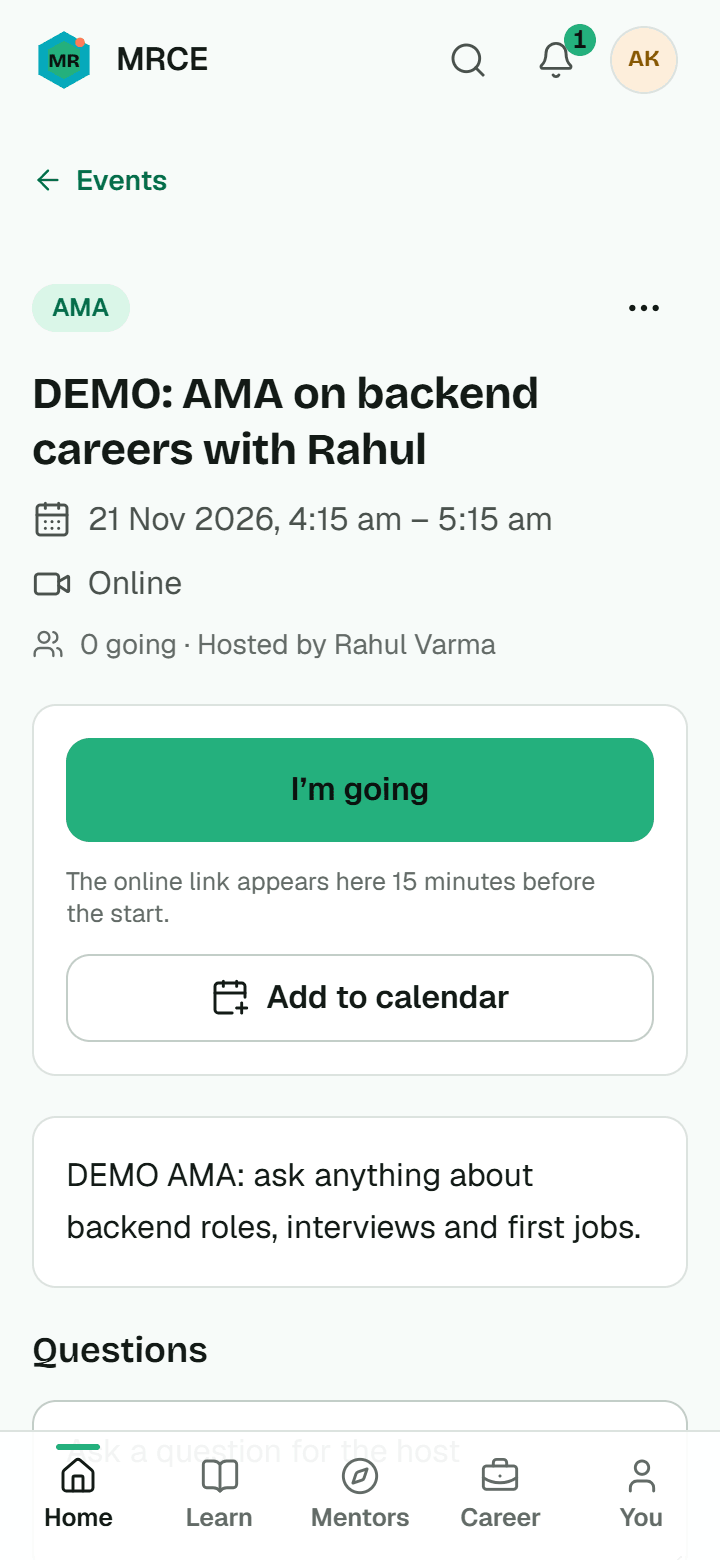 MR MRCE 1 AK
Events
AMA
DEMO: AMA on backend
careers with Rahul
21 Nov 2026, 4:15 am – 5:15 am
Online
0 going · Hosted by Rahul Varma
I’m going
The online link appears here 15 minutes before
the start.
Add to calendar
DEMO AMA: ask anything about
backend roles, interviews and first jobs.
Questions
Ask a question for the host
Home Learn Mentors Career You